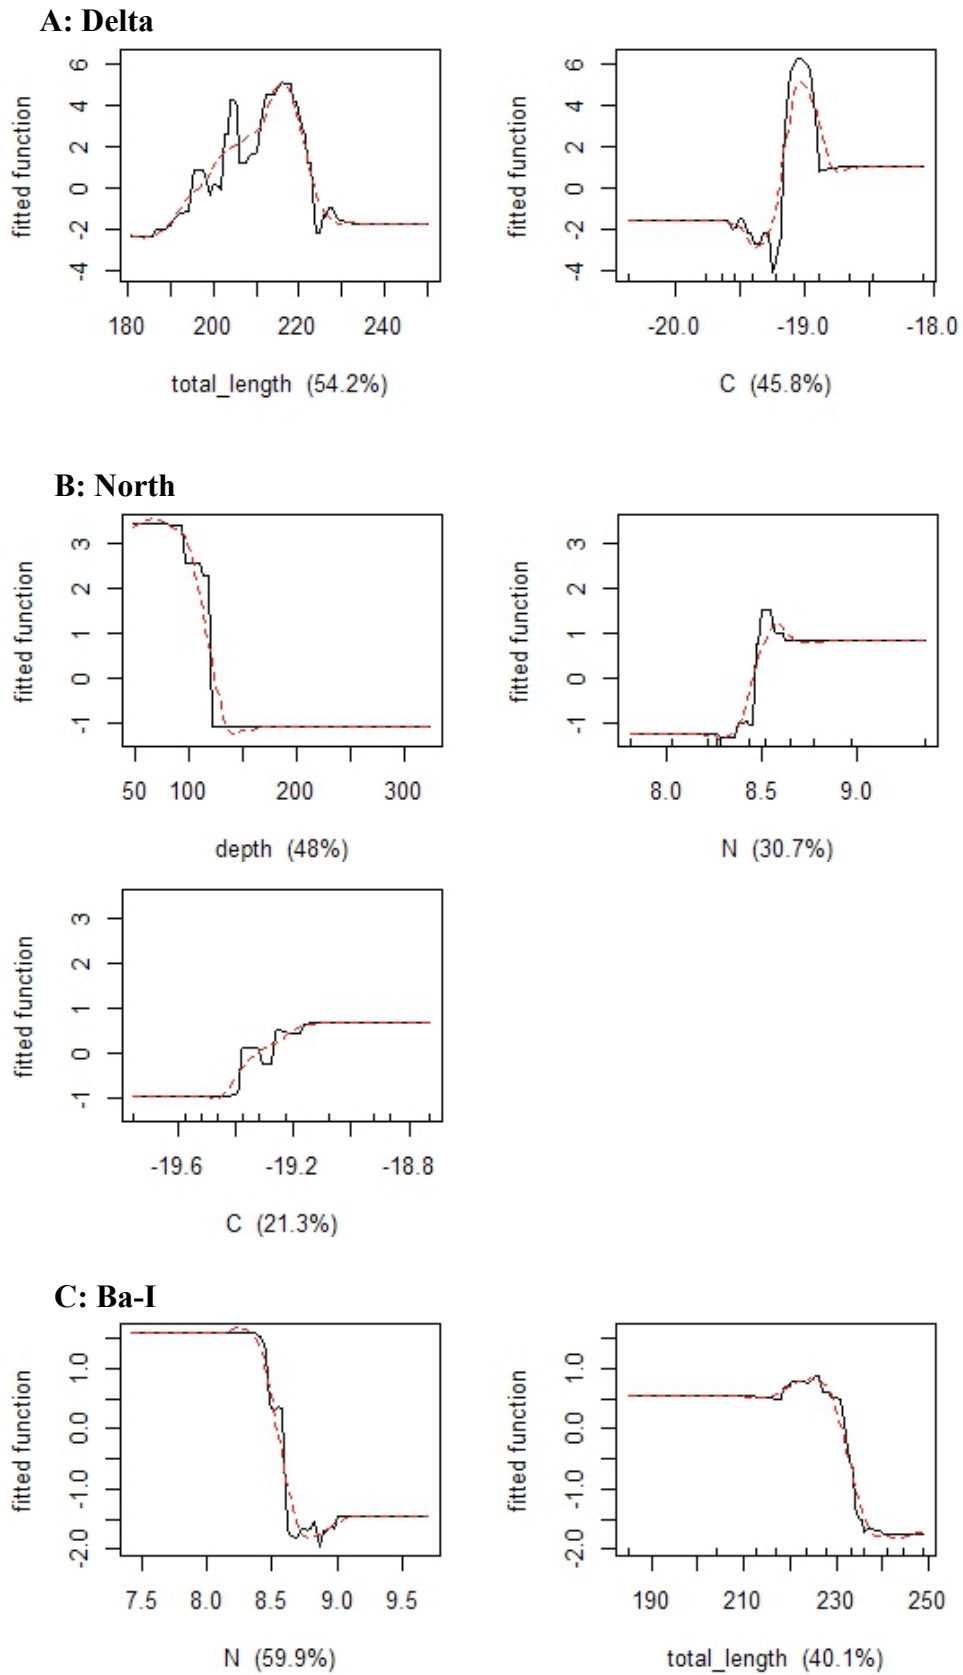 A: Delta
fitted function
-4 -2 0 2 4 6
180 200 220 240
total_length (54.2%)
fitted function
-4 -2 0 2 4 6
-20.0 -19.0 -18.0
C (45.8%)
B: North
fitted function
-1 0 1 2 3
50 100 200 300
depth (48%)
fitted function
-1 0 1 2 3
8.0 8.5 9.0
N (30.7%)
fitted function
-1 0 1 2 3
-19.6 -19.2 -18.8
C (21.3%)
C: Ba-I
fitted function
-2.0 -1.0 0.0 1.0
7.5 8.0 8.5 9.0 9.5
N (59.9%)
fitted function
-2.0 -1.0 0.0 1.0
190 210 230 250
total_length (40.1%)